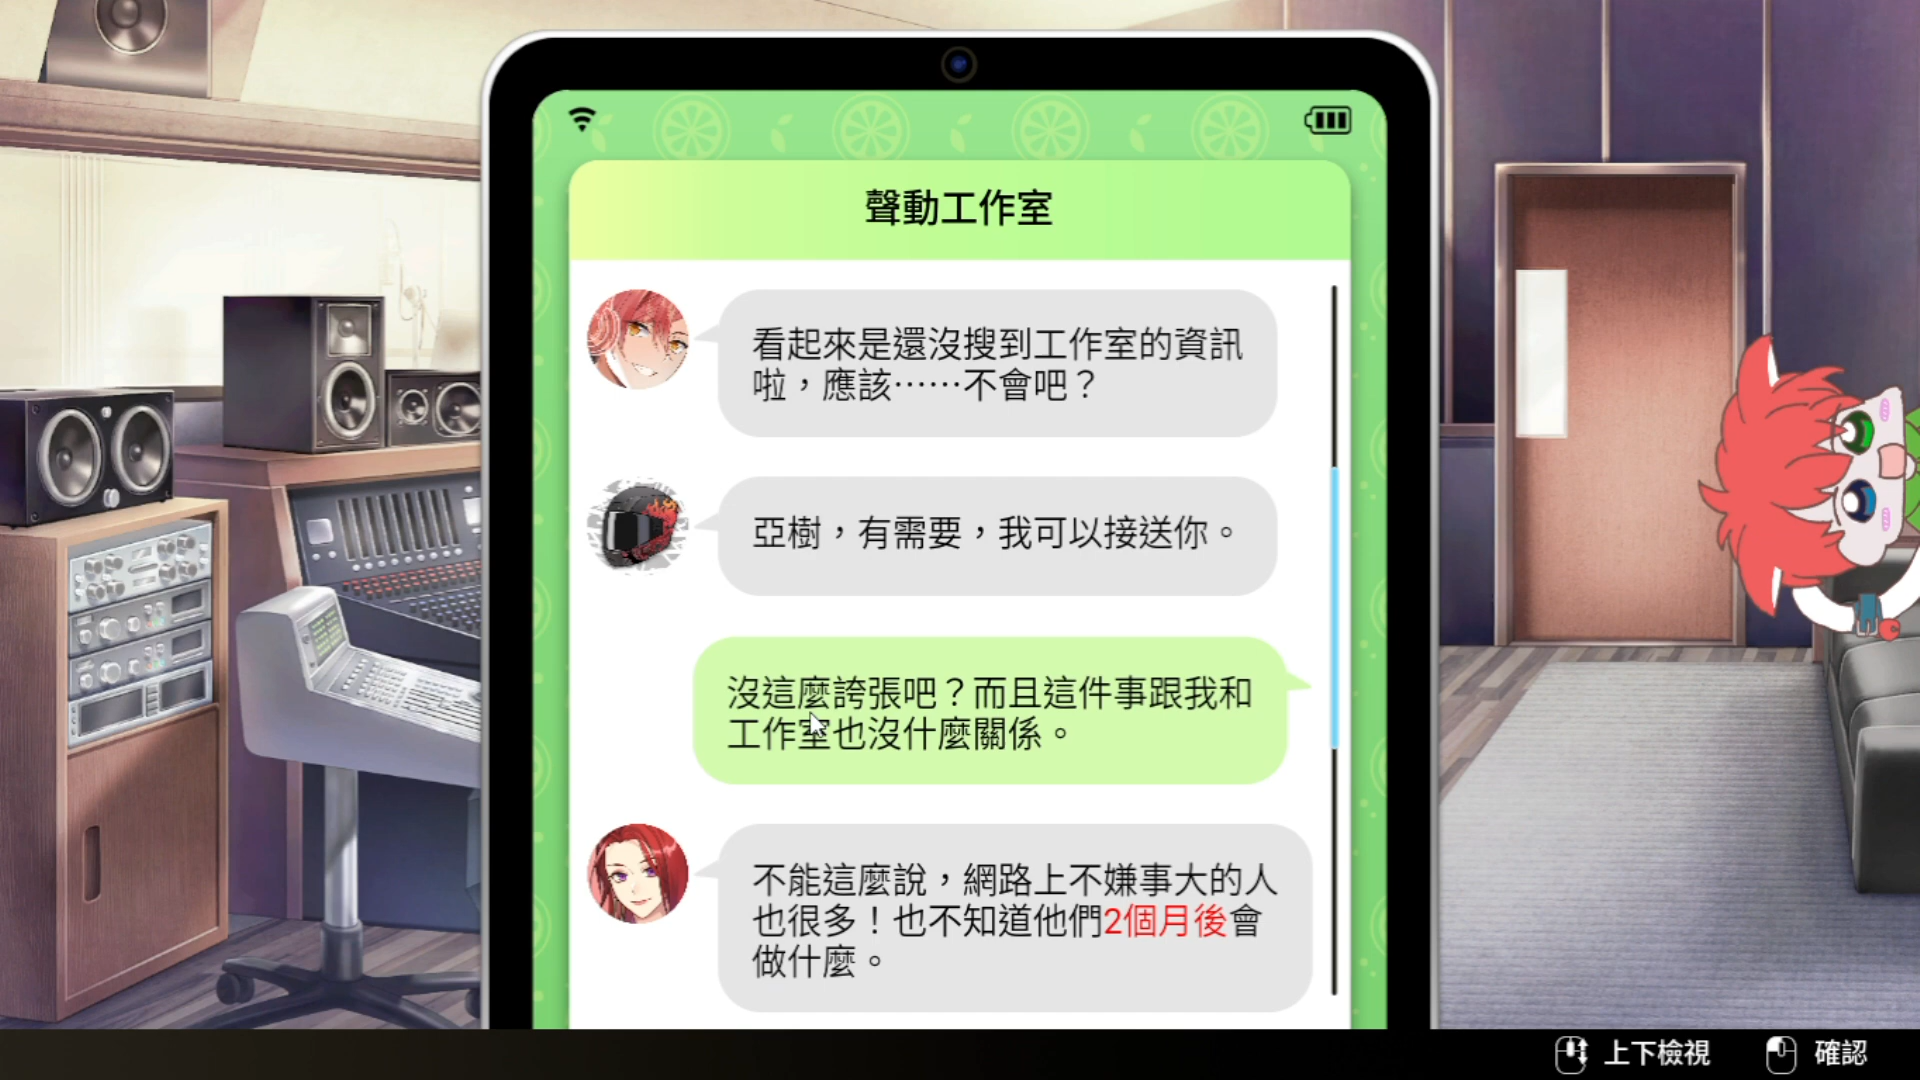 聲動工作室
看起來是還沒搜到工作室的資訊
啦，應該……不會吧？
亞樹，有需要，我可以接送你。
沒這麼誇張吧？而且這件事跟我和
工作室也沒什麼關係。
不能這麼說，網路上不嫌事大的人
也很多！也不知道他們2個月後會
做什麼。
上下檢視
確認